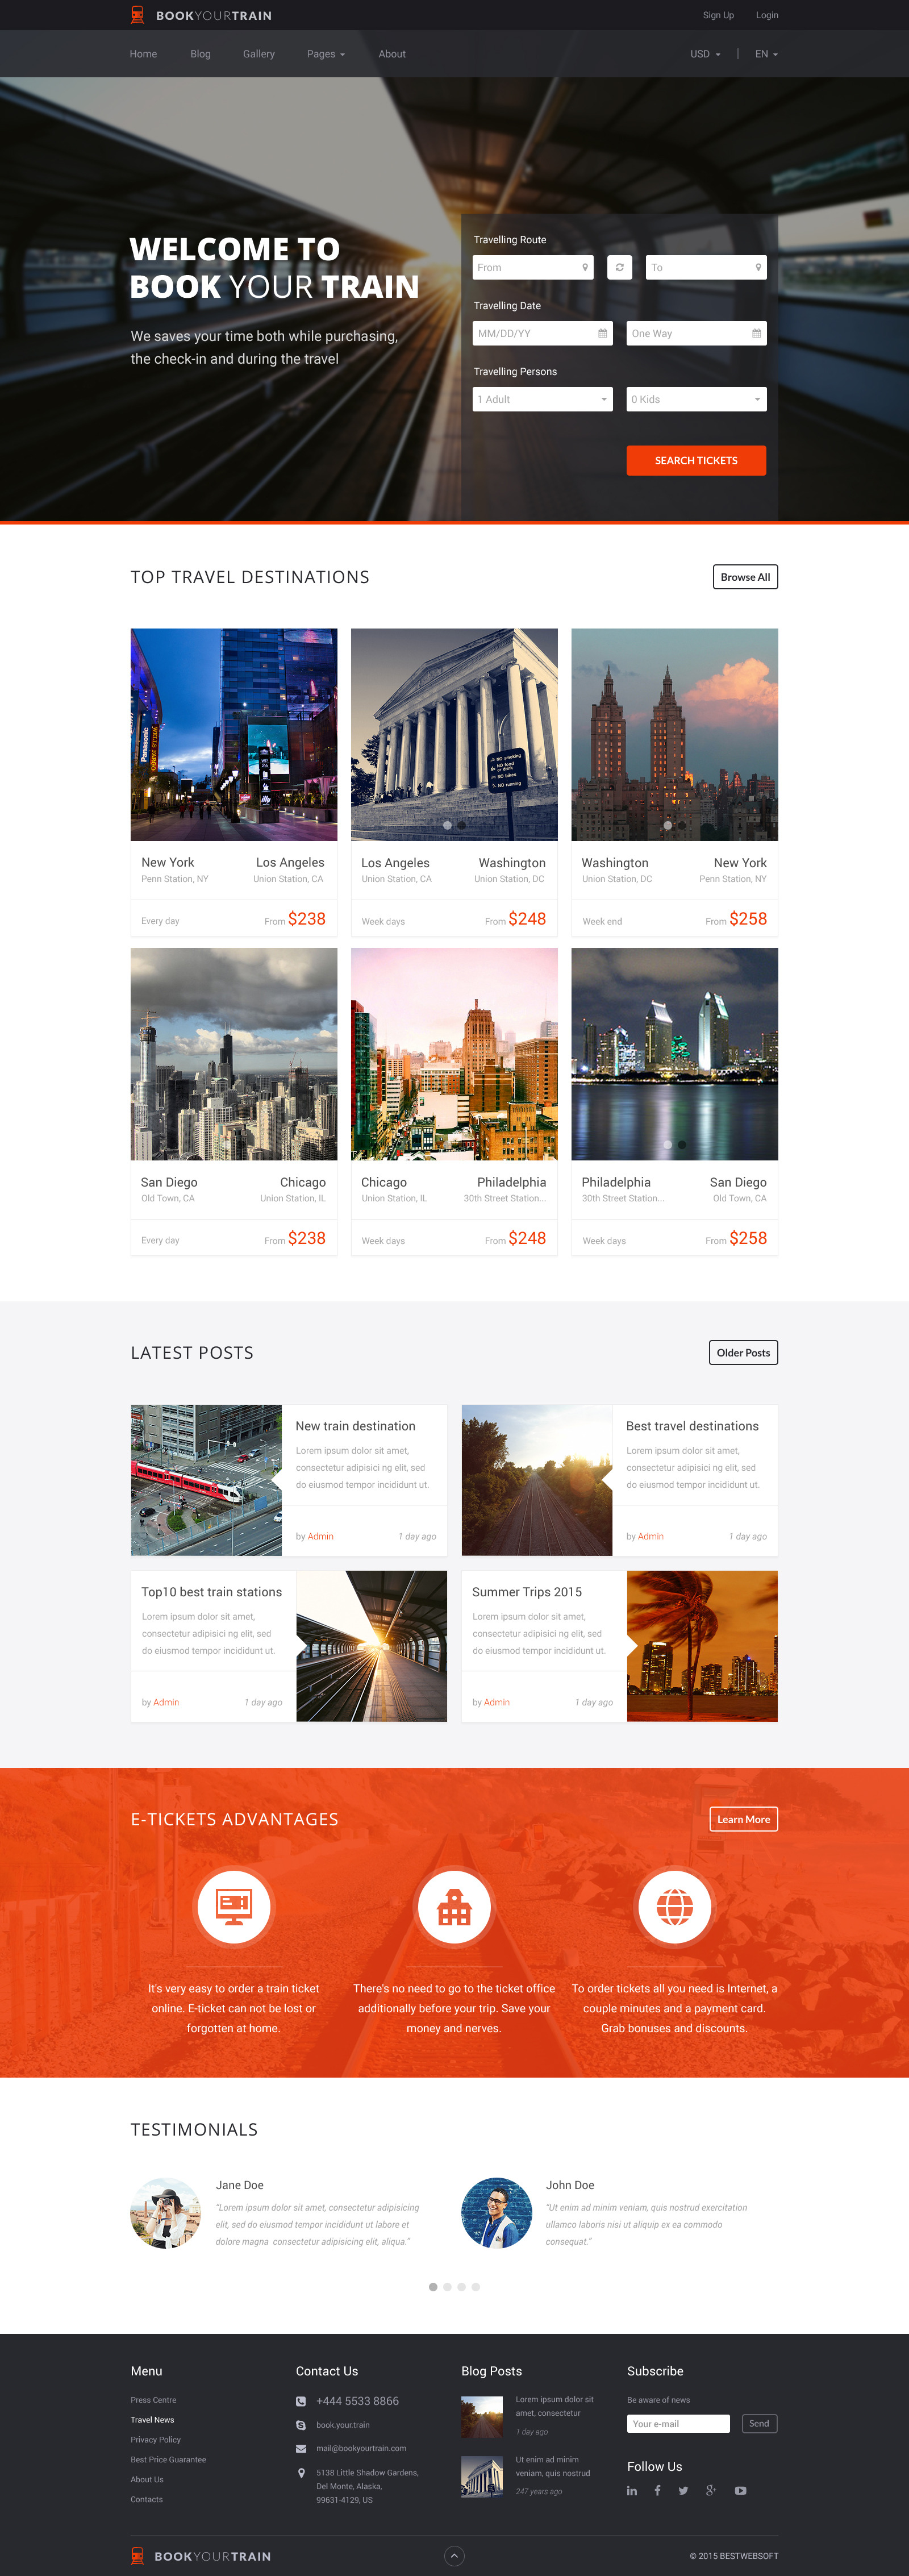 BOOKYOURTRAIN
Sign Up
Login
Home
Blog
Gallery
Pages
About
USD
EN
WELCOME TO
BOOK YOUR TRAIN
We saves your time both while purchasing,
the check-in and during the travel
Travelling Route
From
To
Travelling Date
MM/DD/YY
One Way
Travelling Persons
1 Adult
0 Kids
SEARCH TICKETS
TOP TRAVEL DESTINATIONS
Browse All
Panasonic
NO smoking
NO food
or drink
NO bikes
NO running
New York
Los Angeles
Penn Station, NY
Union Station, CA
Every day
From $238
Los Angeles
Washington
Union Station, CA
Union Station, DC
Week days
From $248
Washington
New York
Union Station, DC
Penn Station, NY
Week end
From $258
San Diego
Chicago
Old Town, CA
Union Station, IL
Every day
From $238
Chicago
Philadelphia
Union Station, IL
30th Street Station...
Week days
From $248
Philadelphia
San Diego
30th Street Station...
Old Town, CA
Week days
From $258
LATEST POSTS
Older Posts
New train destination
Lorem ipsum dolor sit amet,
consectetur adipisici ng elit, sed
do eiusmod tempor incididunt ut.
by Admin
1 day ago
Best travel destinations
Lorem ipsum dolor sit amet,
consectetur adipisici ng elit, sed
do eiusmod tempor incididunt ut.
by Admin
1 day ago
Top10 best train stations
Lorem ipsum dolor sit amet,
consectetur adipisici ng elit, sed
do eiusmod tempor incididunt ut.
by Admin
1 day ago
Summer Trips 2015
Lorem ipsum dolor sit amet,
consectetur adipisici ng elit, sed
do eiusmod tempor incididunt ut.
by Admin
1 day ago
E-TICKETS ADVANTAGES
Learn More
It's very easy to order a train ticket
online. E-ticket can not be lost or
forgotten at home.
There's no need to go to the ticket office
additionally before your trip. Save your
money and nerves.
To order tickets all you need is Internet, a
couple minutes and a payment card.
Grab bonuses and discounts.
TESTIMONIALS
Jane Doe
"Lorem ipsum dolor sit amet, consectetur adipisicing
elit, sed do eiusmod tempor incididunt ut labore et
dolore magna consectetur adipisicing elit, aliqua."
John Doe
"Ut enim ad minim veniam, quis nostrud exercitation
ullamco laboris nisi ut aliquip ex ea commodo
consequat."
Menu
Press Centre
Travel News
Privacy Policy
Best Price Guarantee
About Us
Contacts
Contact Us
+444 5533 8866
book.your.train
mail@bookyourtrain.com
5138 Little Shadow Gardens,
Del Monte, Alaska,
99631-4129, US
Blog Posts
Lorem ipsum dolor sit
amet, consectetur
1 day ago
Ut enim ad minim
veniam, quis nostrud
247 years ago
Subscribe
Be aware of news
Your e-mail
Send
Follow Us
BOOKYOURTRAIN
© 2015 BESTWEBSOFT